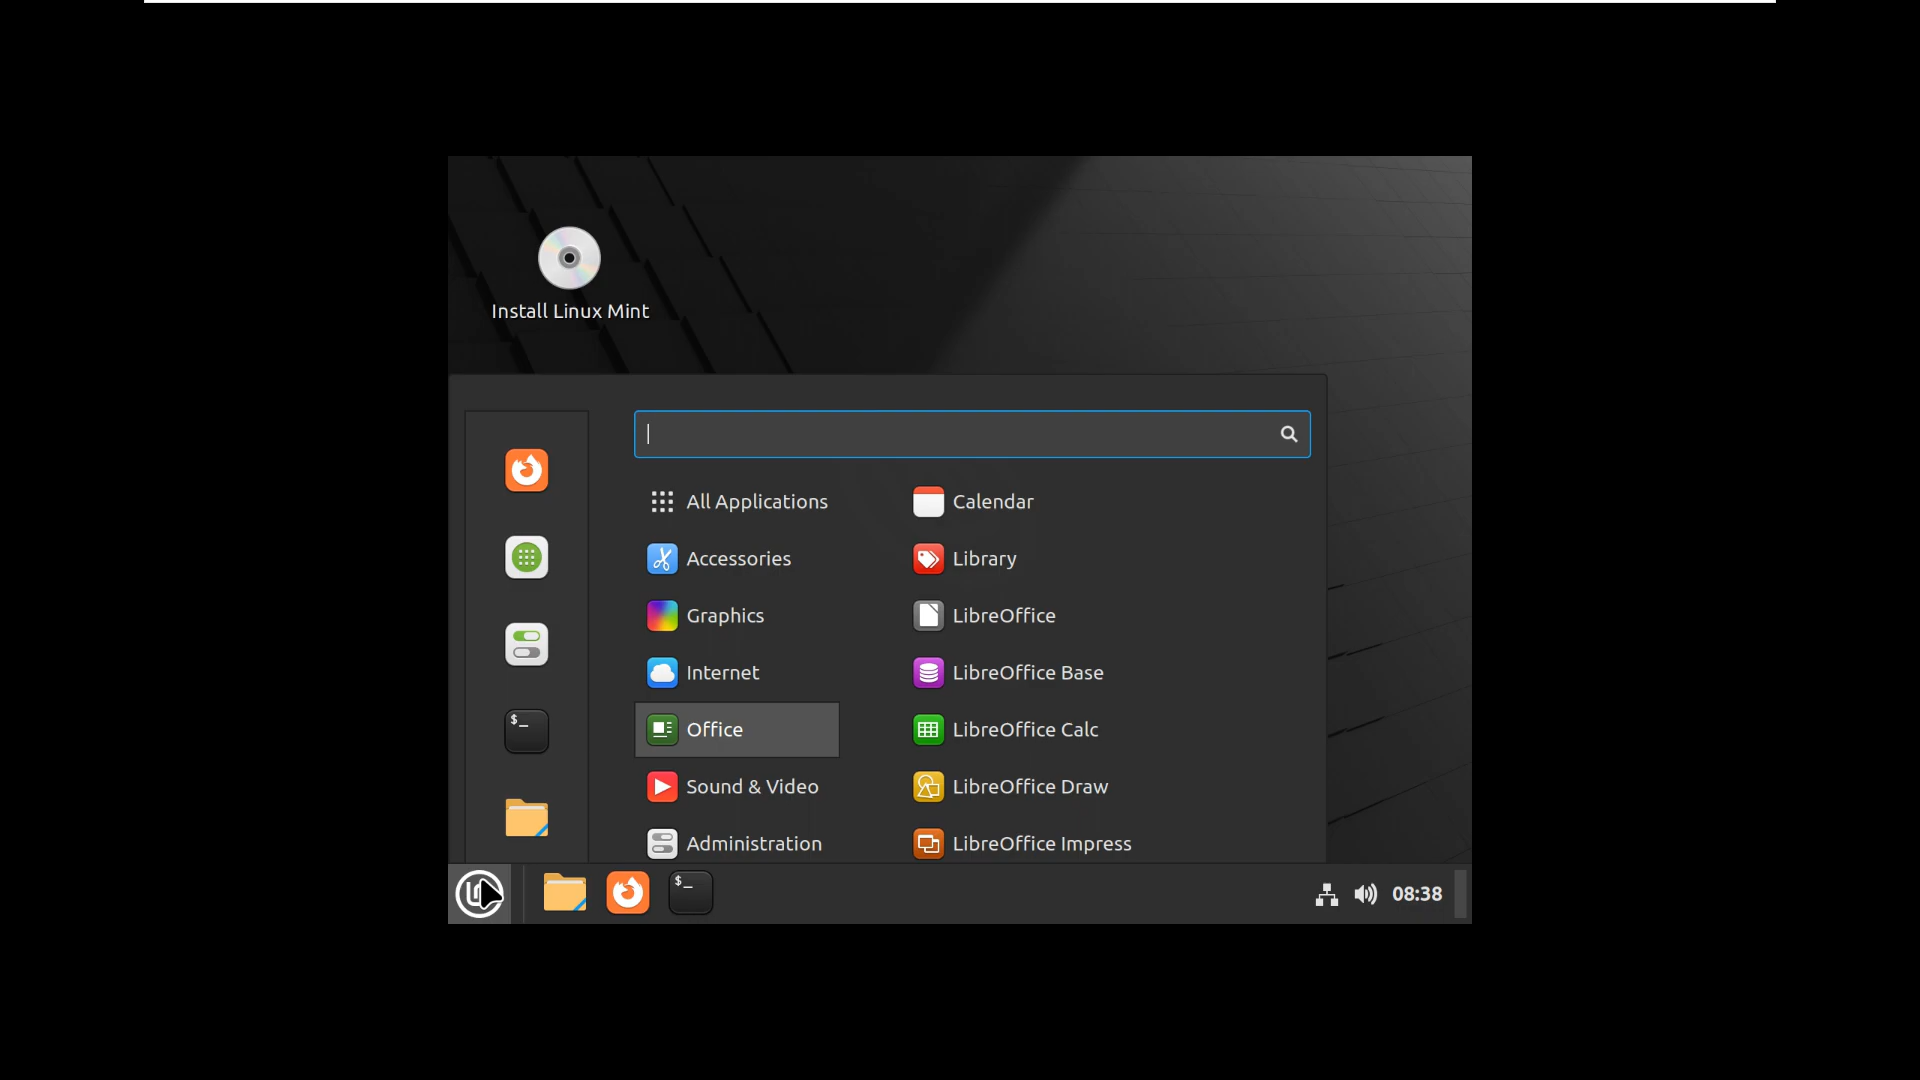 Install Linux Mint
All Applications
Accessories
Graphics
Internet
Office
Sound & Video
Administration
Calendar
Library
LibreOffice
LibreOffice Base
LibreOffice Calc
LibreOffice Draw
LibreOffice Impress
$_
$_
08:38